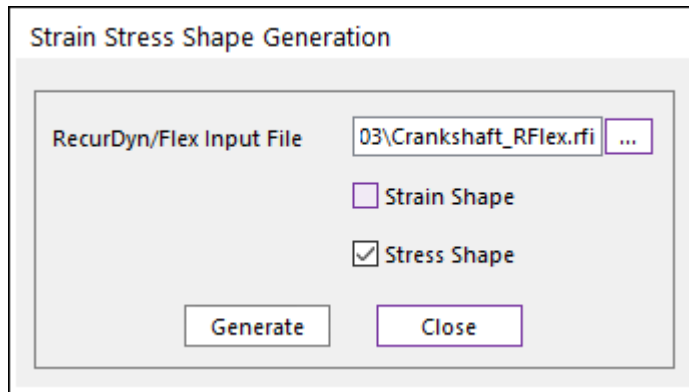 Strain Stress Shape Generation
RecurDyn/Flex Input File 03\Crankshaft_RFlex.rfi ...
Strain Shape
Stress Shape
Generate Close